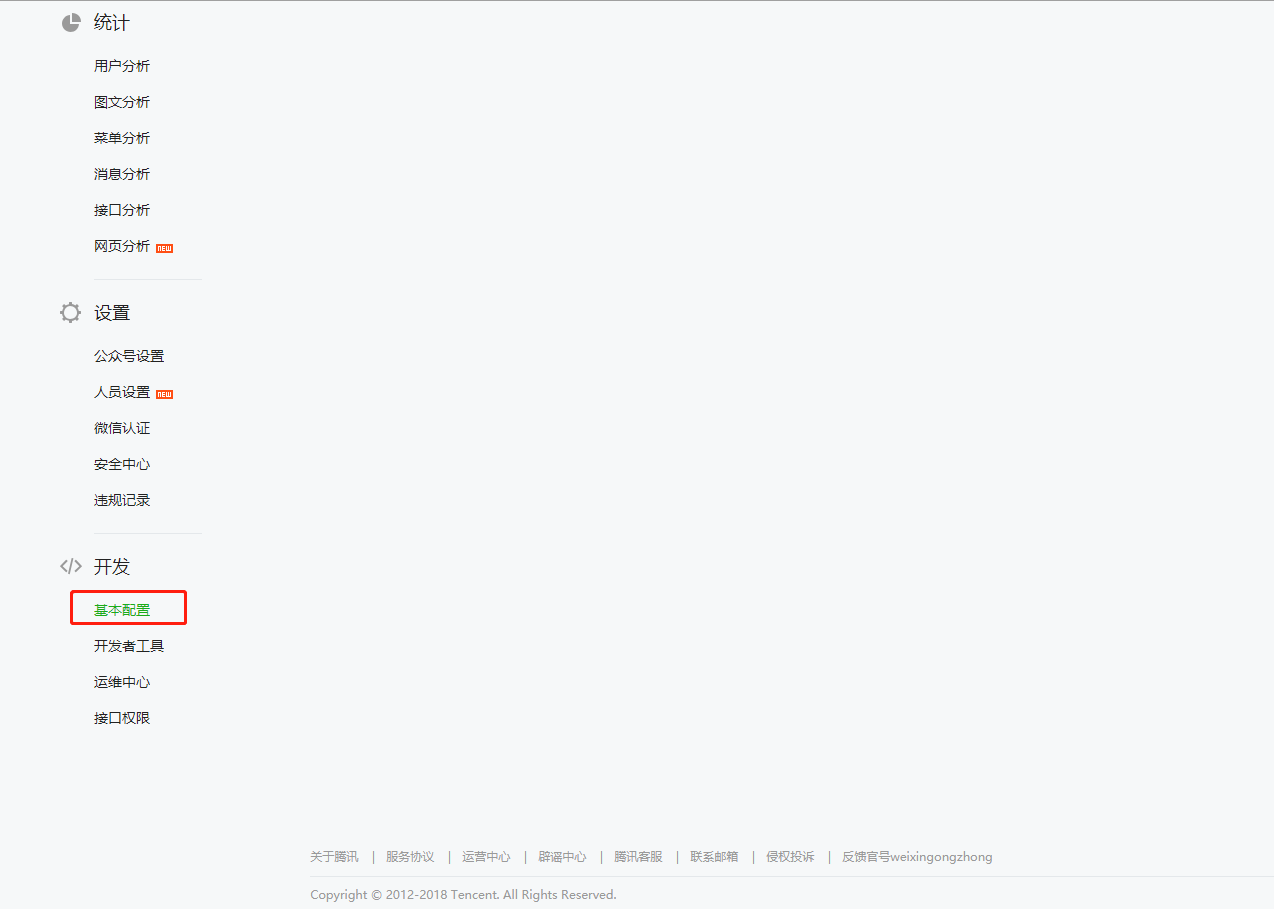 统计
用户分析
图文分析
菜单分析
消息分析
接口分析
网页分析 NEW
设置
公众号设置
人员设置 NEW
微信认证
安全中心
违规记录
开发
基本配置
开发者工具
运维中心
接口权限
关于腾讯 | 服务协议 | 运营中心 | 辟谣中心 | 腾讯客服 | 联系邮箱 | 侵权投诉 | 反馈官号weixingongzhong
Copyright © 2012-2018 Tencent. All Rights Reserved.